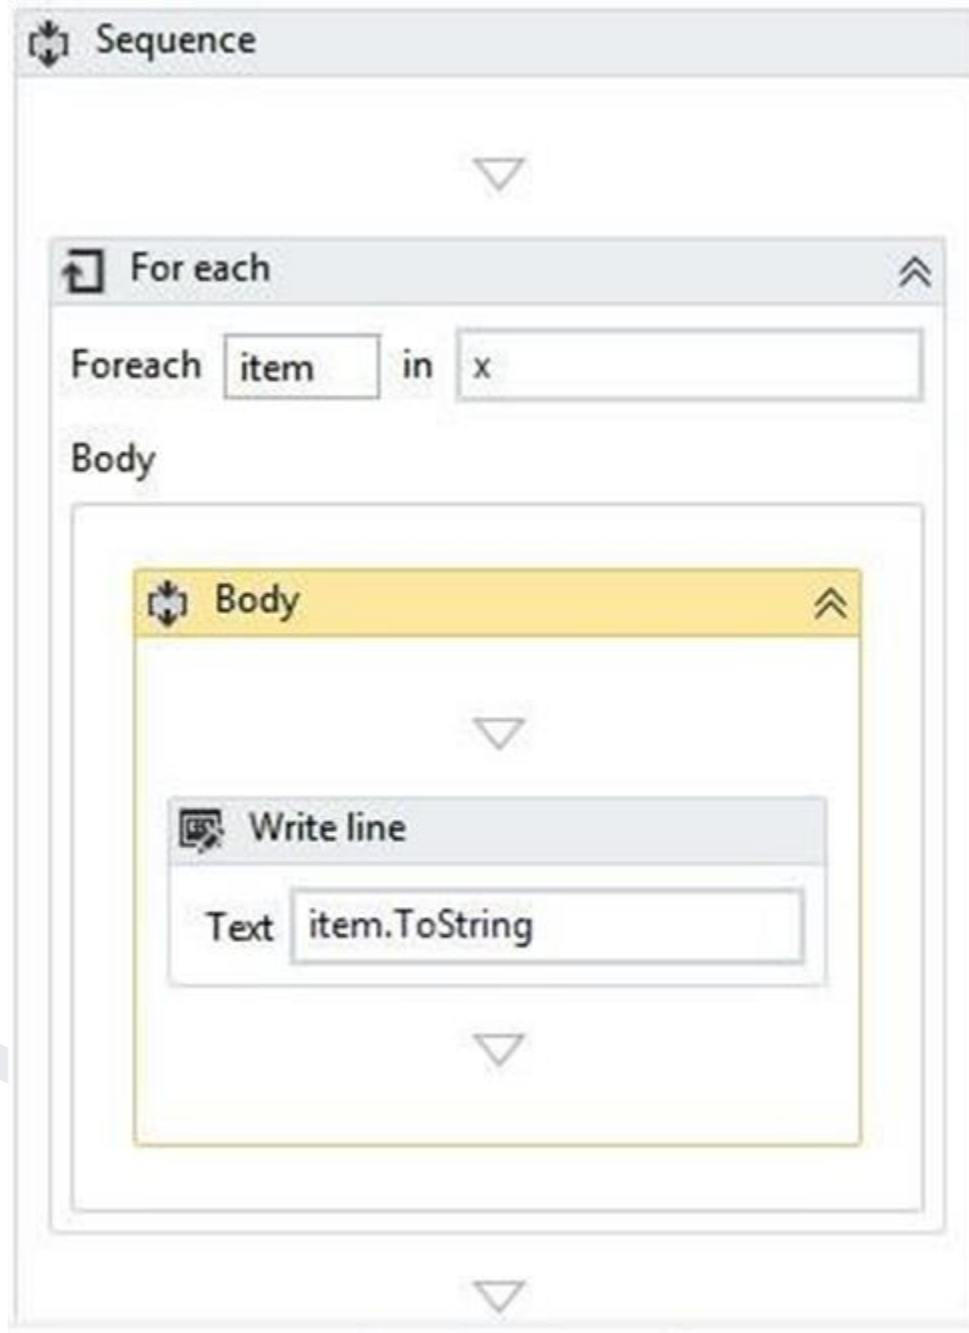 Sequence
For each
Foreach item in x
Body
Body
Write line
Text item.ToString